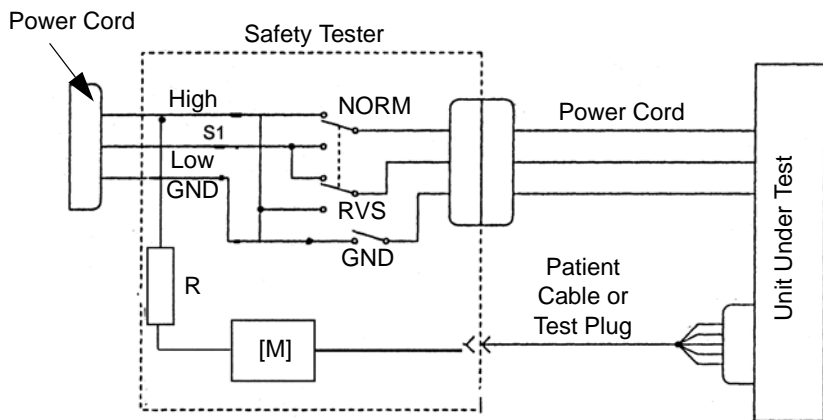 Power Cord
Safety Tester
High
NORM
Power Cord
S1
Low
GND
RVS
GND
R
[M]
Patient
Cable or
Test Plug
Unit Under Test